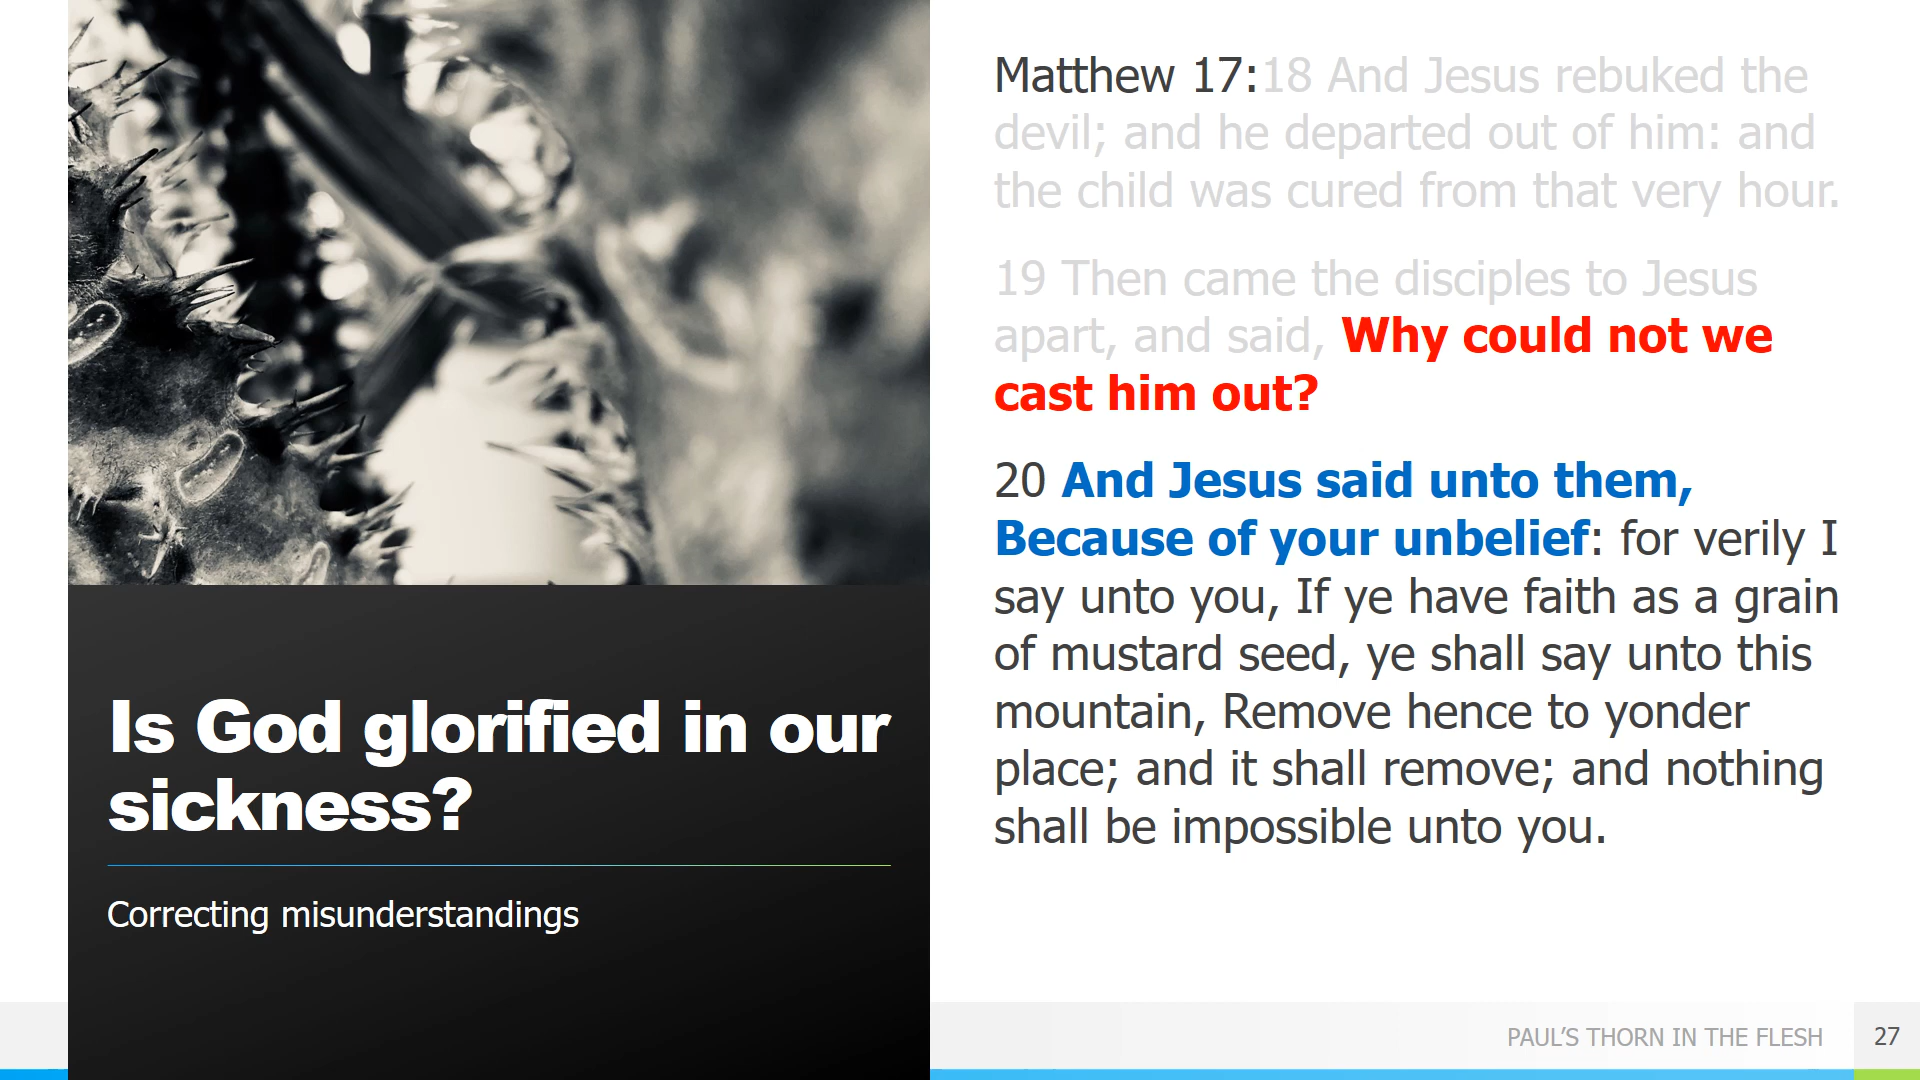 Matthew 17:18 And Jesus rebuked the
devil; and he departed out of him: and
the child was cured from that very hour.
19 Then came the disciples to Jesus
apart, and said, Why could not we
cast him out?
20 And Jesus said unto them,
Because of your unbelief: for verily I
say unto you, If ye have faith as a grain
of mustard seed, ye shall say unto this
mountain, Remove hence to yonder
place; and it shall remove; and nothing
shall be impossible unto you.
Is God glorified in our
sickness?
Correcting misunderstandings
PAUL’S THORN IN THE FLESH
27